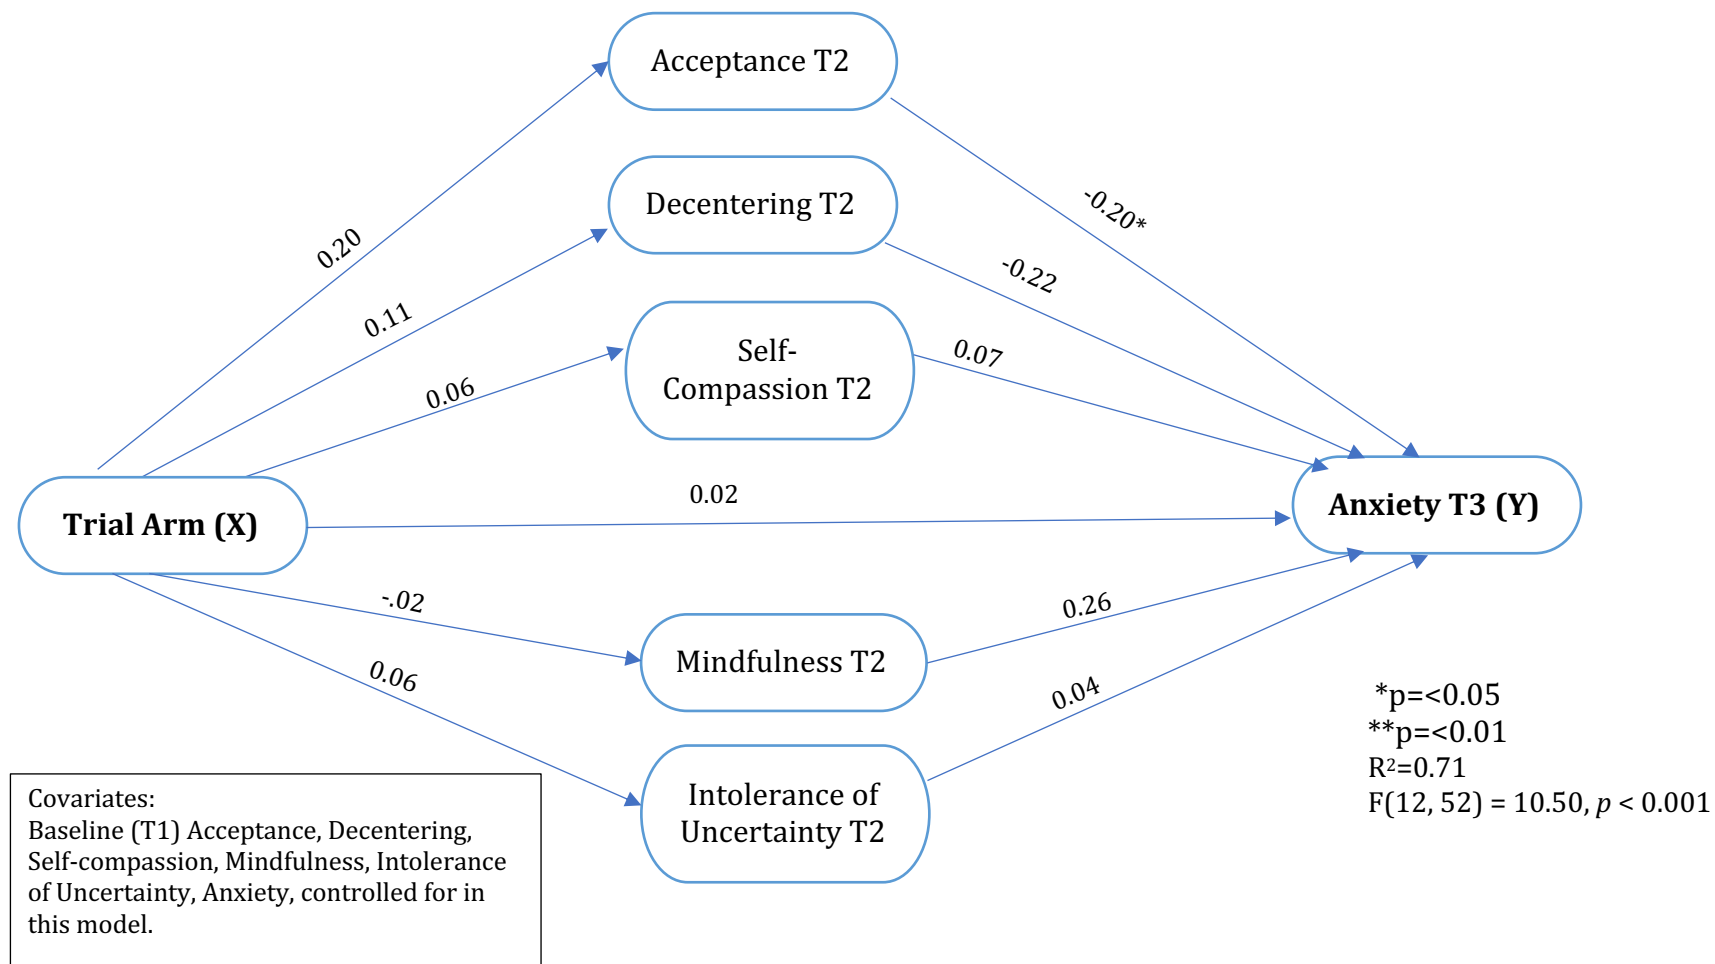 Acceptance T2
-0.20*
Decentering T2
0.20
-0.22
0.11
Self-
Compassion T2
0.07
0.06
Trial Arm (X)
0.02
Anxiety T3 (Y)
-.02
0.26
Mindfulness T2
0.06
0.04
Intolerance of
Uncertainty T2
*p=<0.05
**p=<0.01
R²=0.71
F(12, 52) = 10.50, p < 0.001
Covariates:
Baseline (T1) Acceptance, Decentering,
Self-compassion, Mindfulness, Intolerance
of Uncertainty, Anxiety, controlled for in
this model.